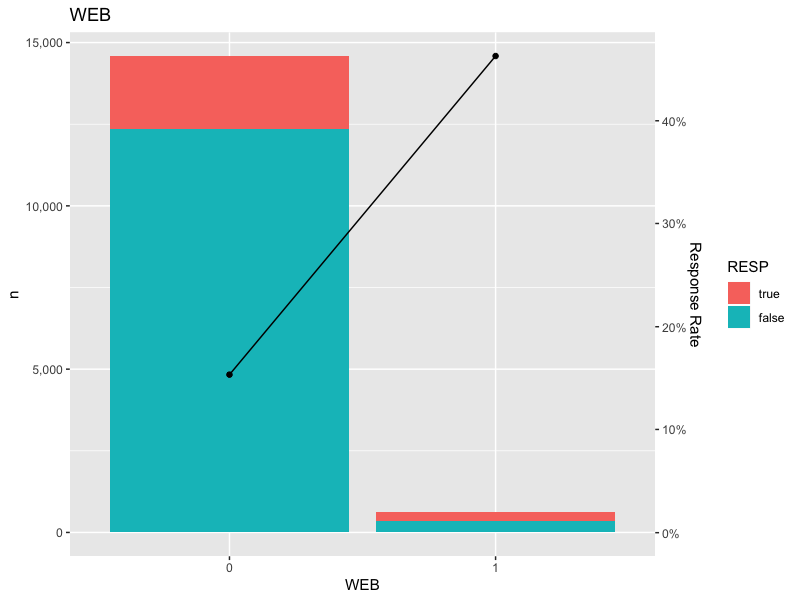 WEB
15,000
10,000
5,000
0
n
0
1
WEB
40%
30%
20%
10%
0%
Response Rate
RESP
true
false